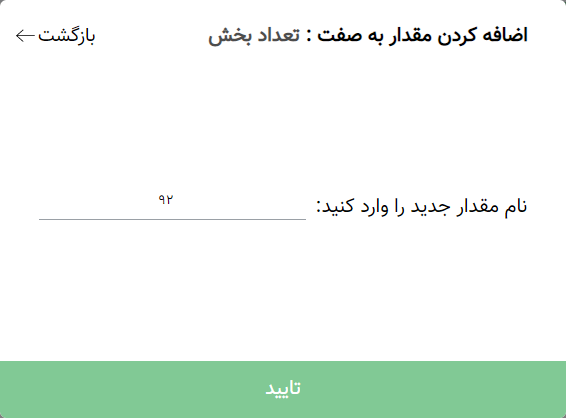 اضافه کردن مقدار به صفت : تعداد بخش
بازگشت
نام مقدار جدید را وارد کنید:
۹۲
تایید